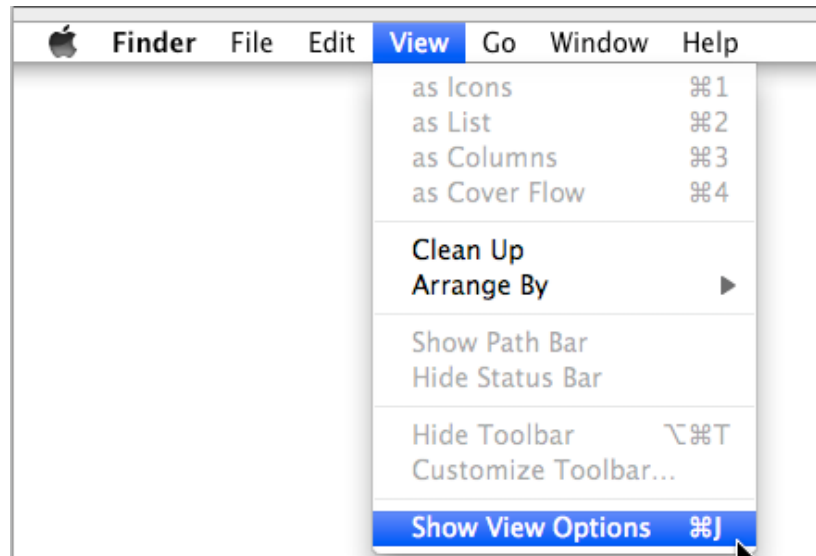 Finder File Edit View Go Window Help
as Icons ⌘1
as List ⌘2
as Columns ⌘3
as Cover Flow ⌘4
Clean Up
Arrange By ▶
Show Path Bar
Hide Status Bar
Hide Toolbar ⌥⌘T
Customize Toolbar...
Show View Options ⌘J